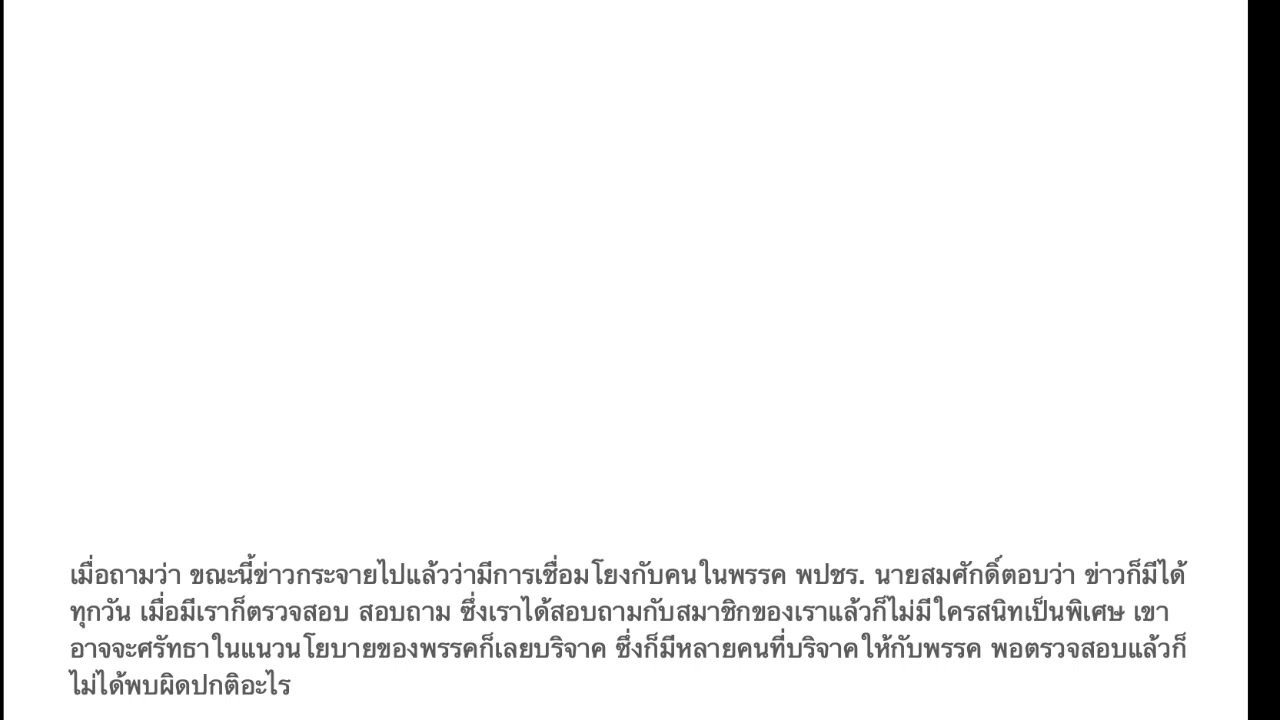 เมื่อถามว่า ขณะนี้ข่าวกระจายไปแล้วว่ามีการเชื่อมโยงกับคนในพรรค พปชร. นายสมศักดิ์ตอบว่า ข่าวก็มีได้
ทุกวัน เมื่อมีเราก็ตรวจสอบ สอบถาม ซึ่งเราได้สอบถามกับสมาชิกของเราแล้วก็ไม่มีใครสนิทเป็นพิเศษ เขา
อาจจะศรัทธาในแนวนโยบายของพรรคก็เลยบริจาค ซึ่งก็มีหลายคนที่บริจาคให้กับพรรค พอตรวจสอบแล้วก็
ไม่ได้พบผิดปกติอะไร